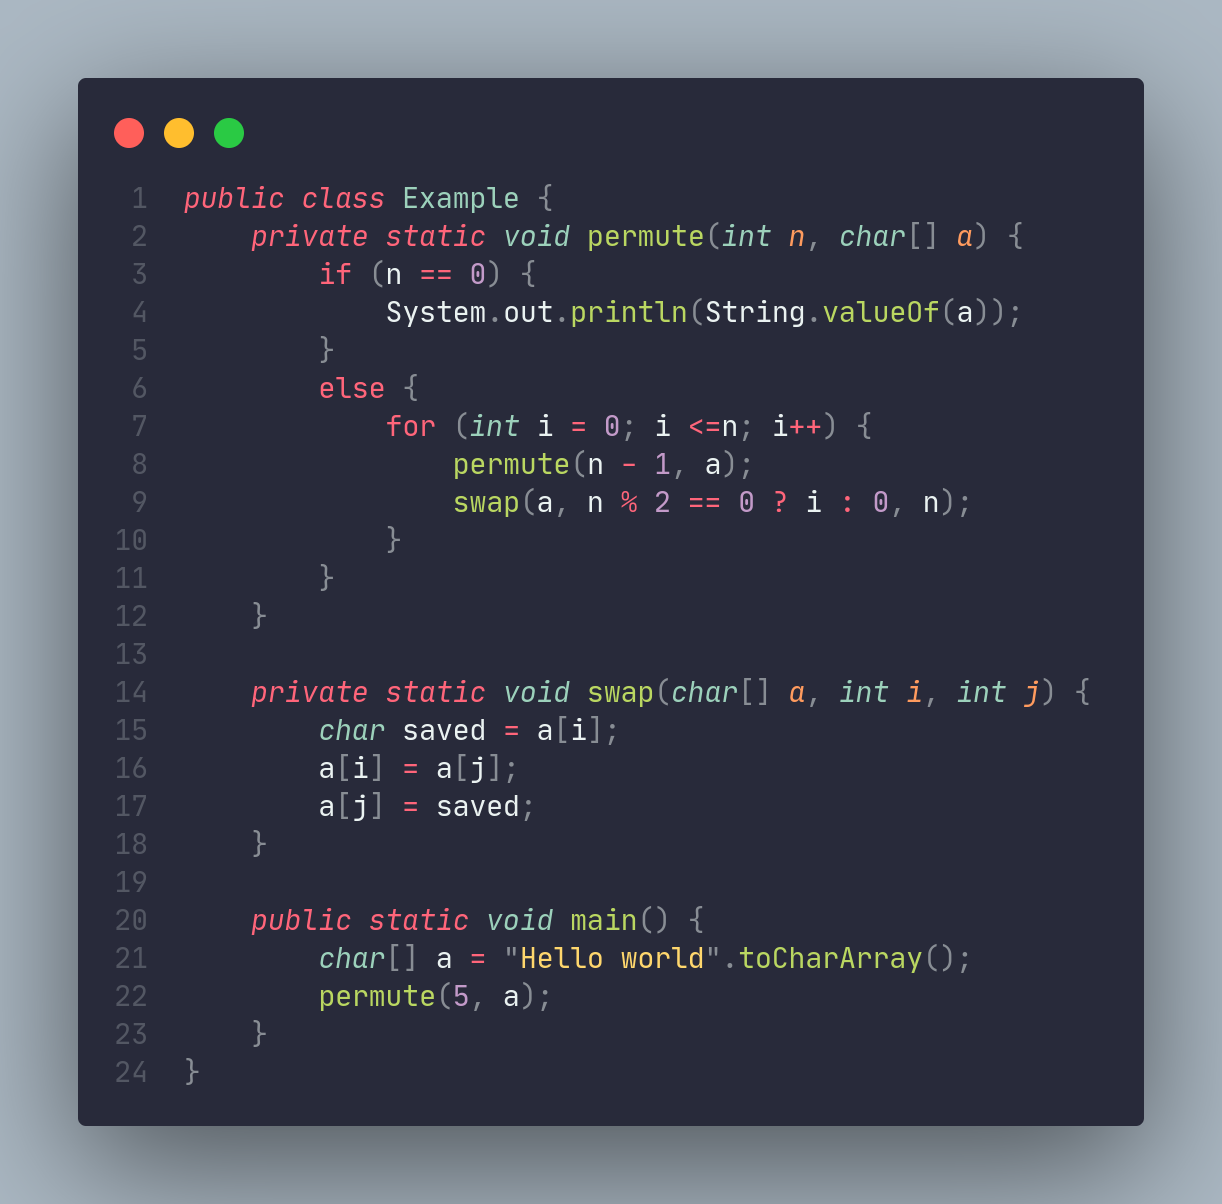 1 public class Example {
2     private static void permute(int n, char[] a) {
3         if (n == 0) {
4             System.out.println(String.valueOf(a));
5         }
6         else {
7             for (int i = 0; i <=n; i++) {
8                 permute(n - 1, a);
9                 swap(a, n % 2 == 0 ? i : 0, n);
10             }
11         }
12     }
13
14     private static void swap(char[] a, int i, int j) {
15         char saved = a[i];
16         a[i] = a[j];
17         a[j] = saved;
18     }
19
20     public static void main() {
21         char[] a = "Hello world".toCharArray();
22         permute(5, a);
23     }
24 }